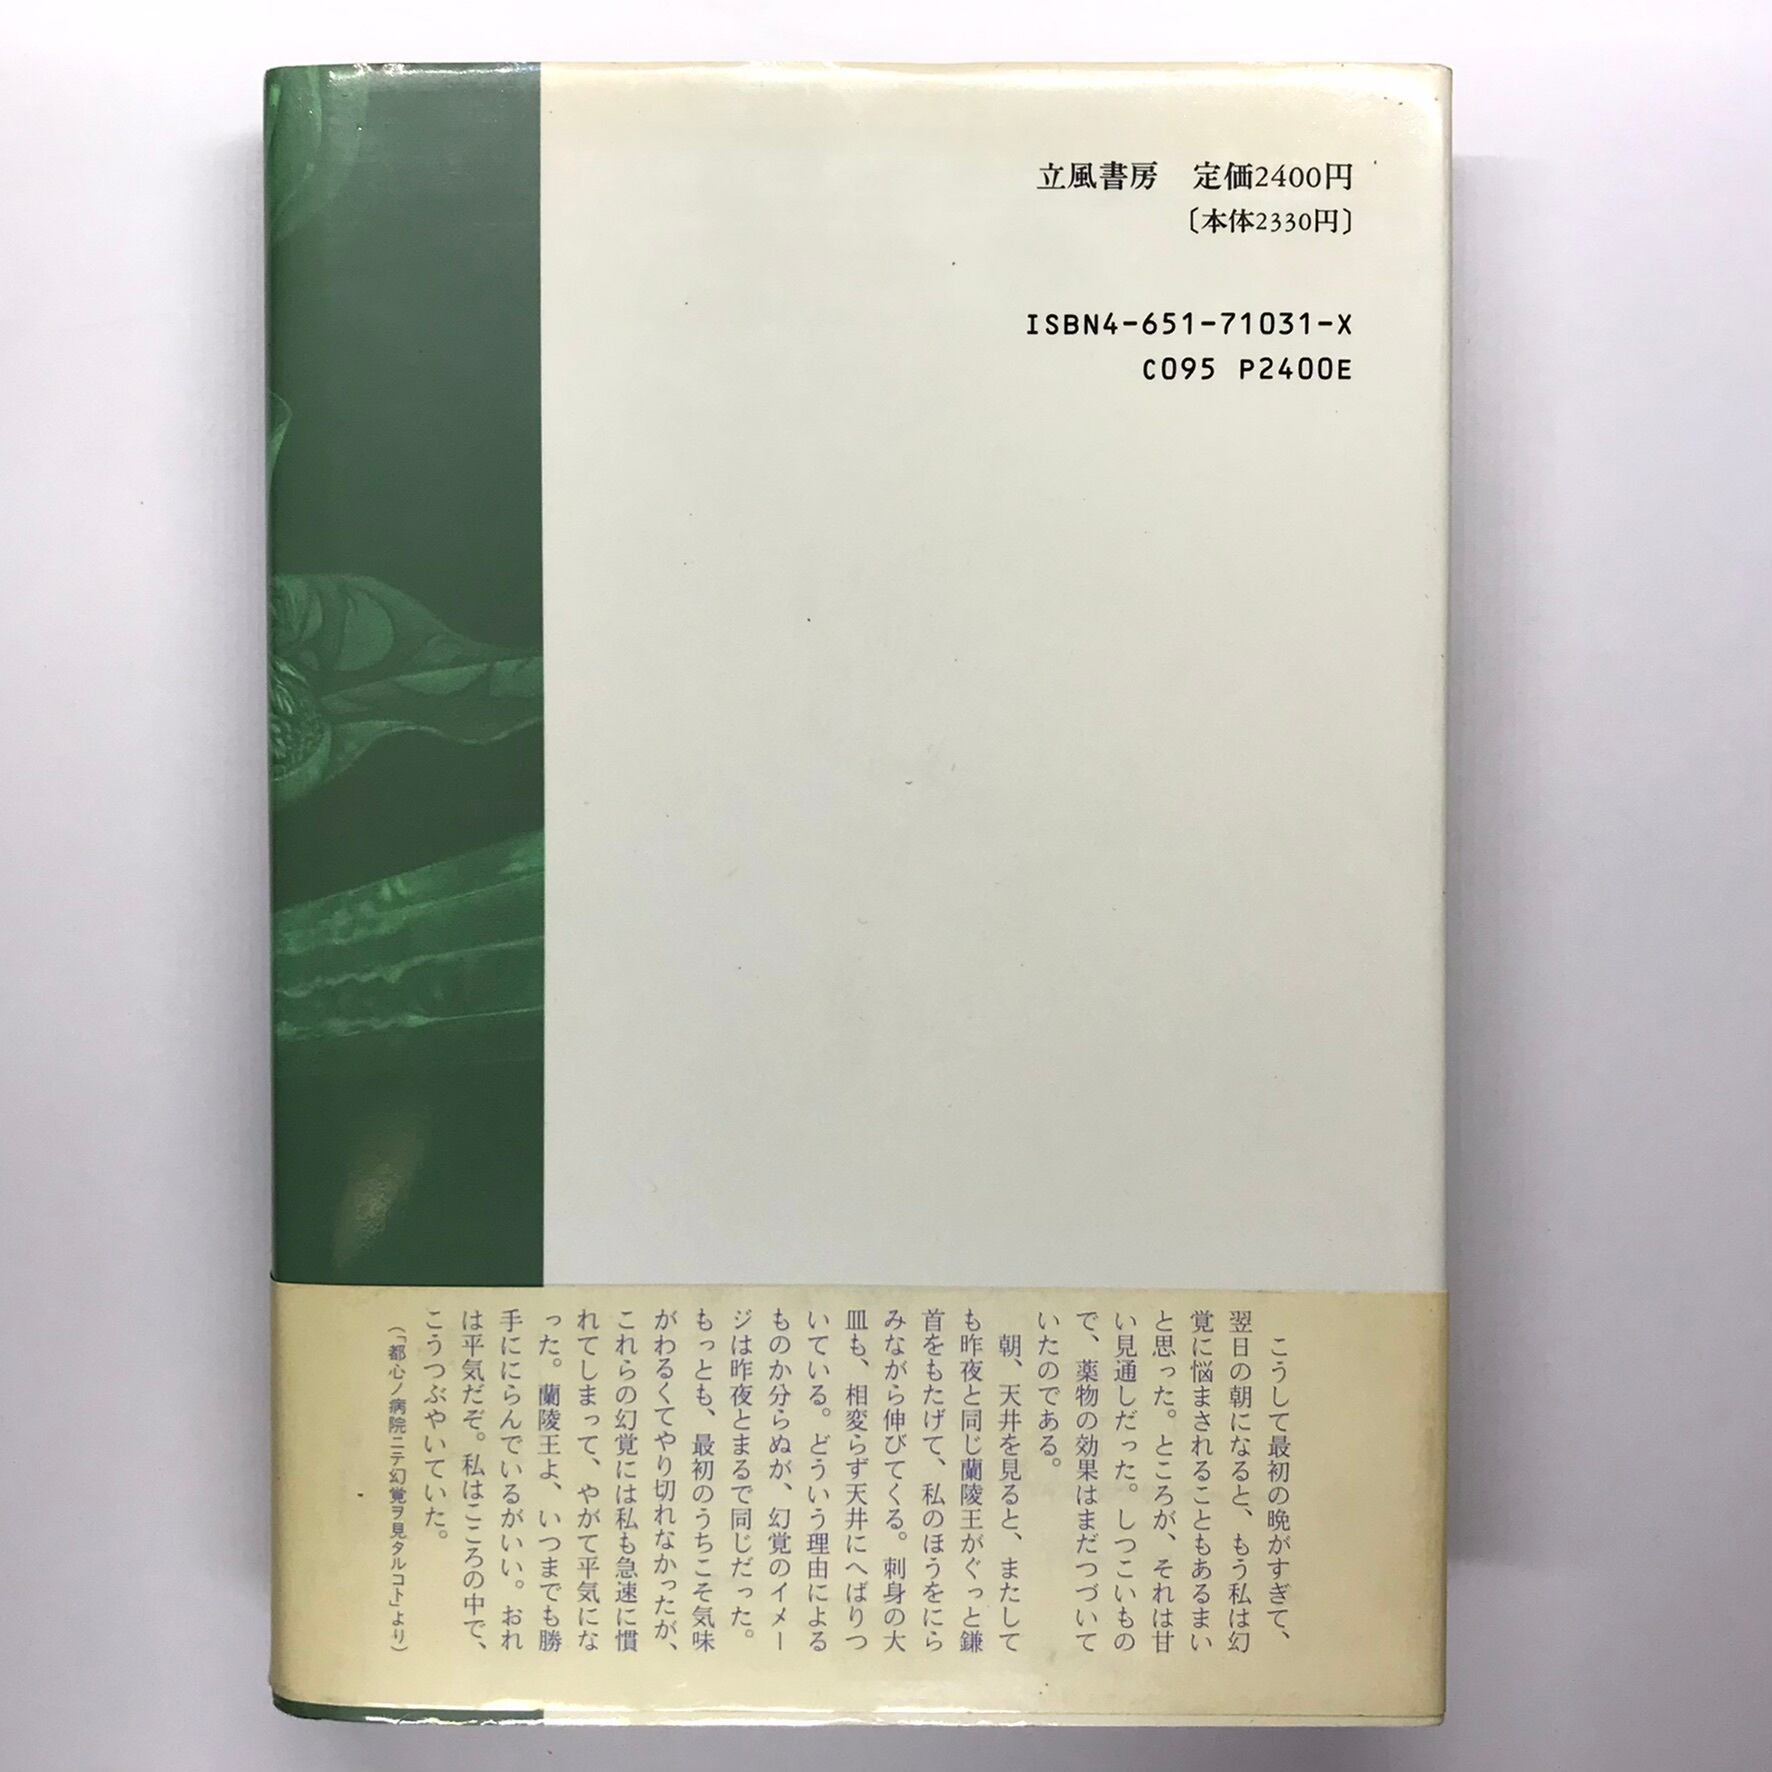 立風書房　定価2400円
〔本体2330円〕
ISBN4-651-71031-X
C095 P2400E
　こうして最初の晩がすぎて、
翌日の朝になると、もう私は幻
覚に悩まされることもあるまい
と思った。ところが、それは甘
い見通しだった。しつこいもの
で、薬物の効果はまだつづいて
いたのである。
　朝、天井を見ると、またして
も昨夜と同じ蘭陵王がぐっと鎌
首をもたげて、私のほうをにら
みながら伸びてくる。刺身の大
皿も、相変らず天井にへばりつ
いている。どういう理由による
ものか分らぬが、幻覚のイメー
ジは昨夜とまるで同じだった。
もっとも、最初のうちこそ気味
がわるくてやり切れなかったが、
これらの幻覚には私も急速に慣
れてしまって、やがて平気にな
った。蘭陵王よ、いつまでも勝
手ににらんでいるがいい。おれ
は平気だぞ。私はこころの中で、
こうつぶやいていた。
（「都心ノ病院ニテ幻覚ヲ見タルコト」より）